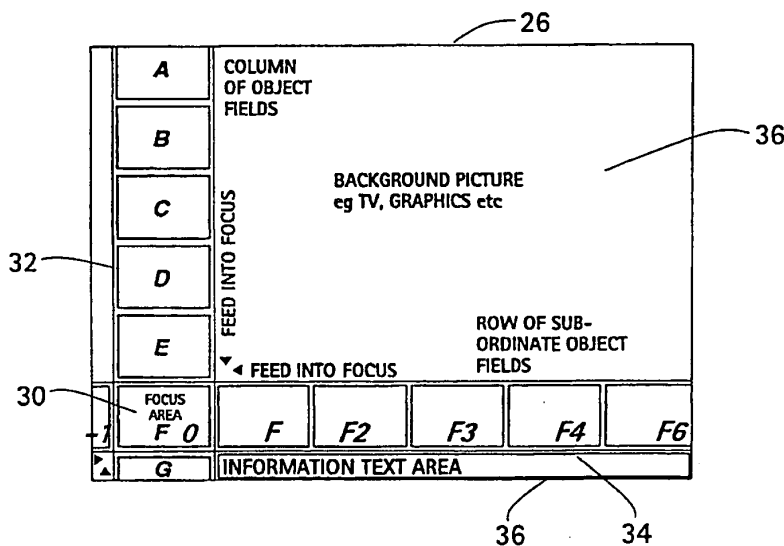 26
A
COLUMN
OF OBJECT
FIELDS
B
36
BACKGROUND PICTURE
eg TV, GRAPHICS etc
C
FEED INTO FOCUS
32
D
E
ROW OF SUB-
ORDINATE OBJECT
FIELDS
FEED INTO FOCUS
30
FOCUS
AREA
-1 F 0 F F2 F3 F4 F6
G INFORMATION TEXT AREA
36 34